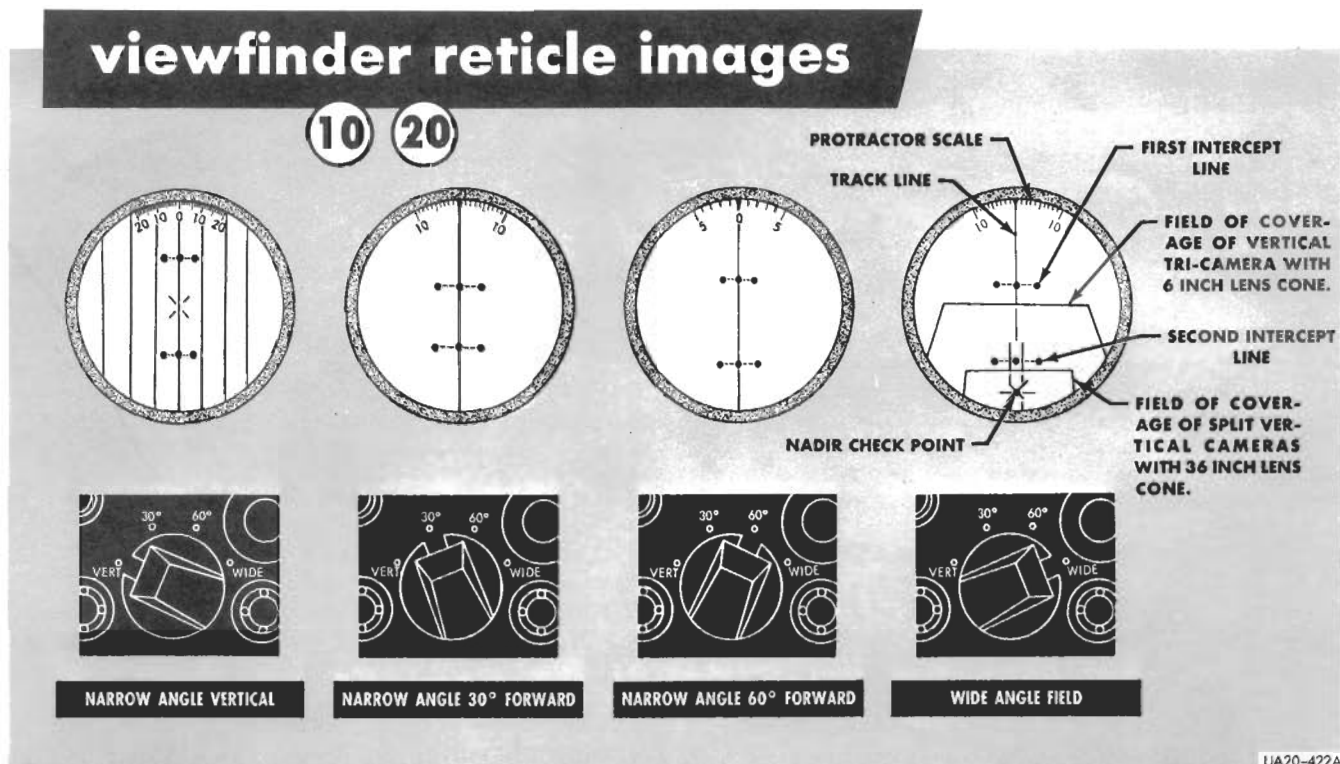 viewfinder reticle images
10 20
20 10 0 10 20
10 10
5 0 5
10 10
PROTRACTOR SCALE
TRACK LINE
FIRST INTERCEPT
LINE
FIELD OF COVER-
AGE OF VERTICAL
TRI-CAMERA WITH
6 INCH LENS CONE.
SECOND INTERCEPT
LINE
FIELD OF COVER-
AGE OF SPLIT VER-
TICAL CAMERAS
WITH 36 INCH LENS
CONE.
NADIR CHECK POINT
30° 60°
VERT WIDE
30° 60°
VERT WIDE
30° 60°
VERT WIDE
30° 60°
VERT WIDE
NARROW ANGLE VERTICAL
NARROW ANGLE 30° FORWARD
NARROW ANGLE 60° FORWARD
WIDE ANGLE FIELD
UA20-422A